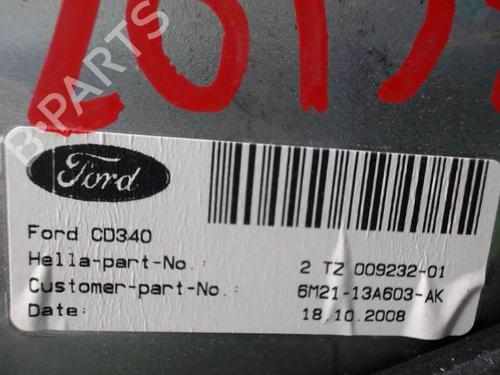 B-PARTS
Ford
Ford CD340
Hella-part-No.: 2 TZ 009232-01
Customer-part-No.: 6M21-13A603-AK
Date: 18.10.2008